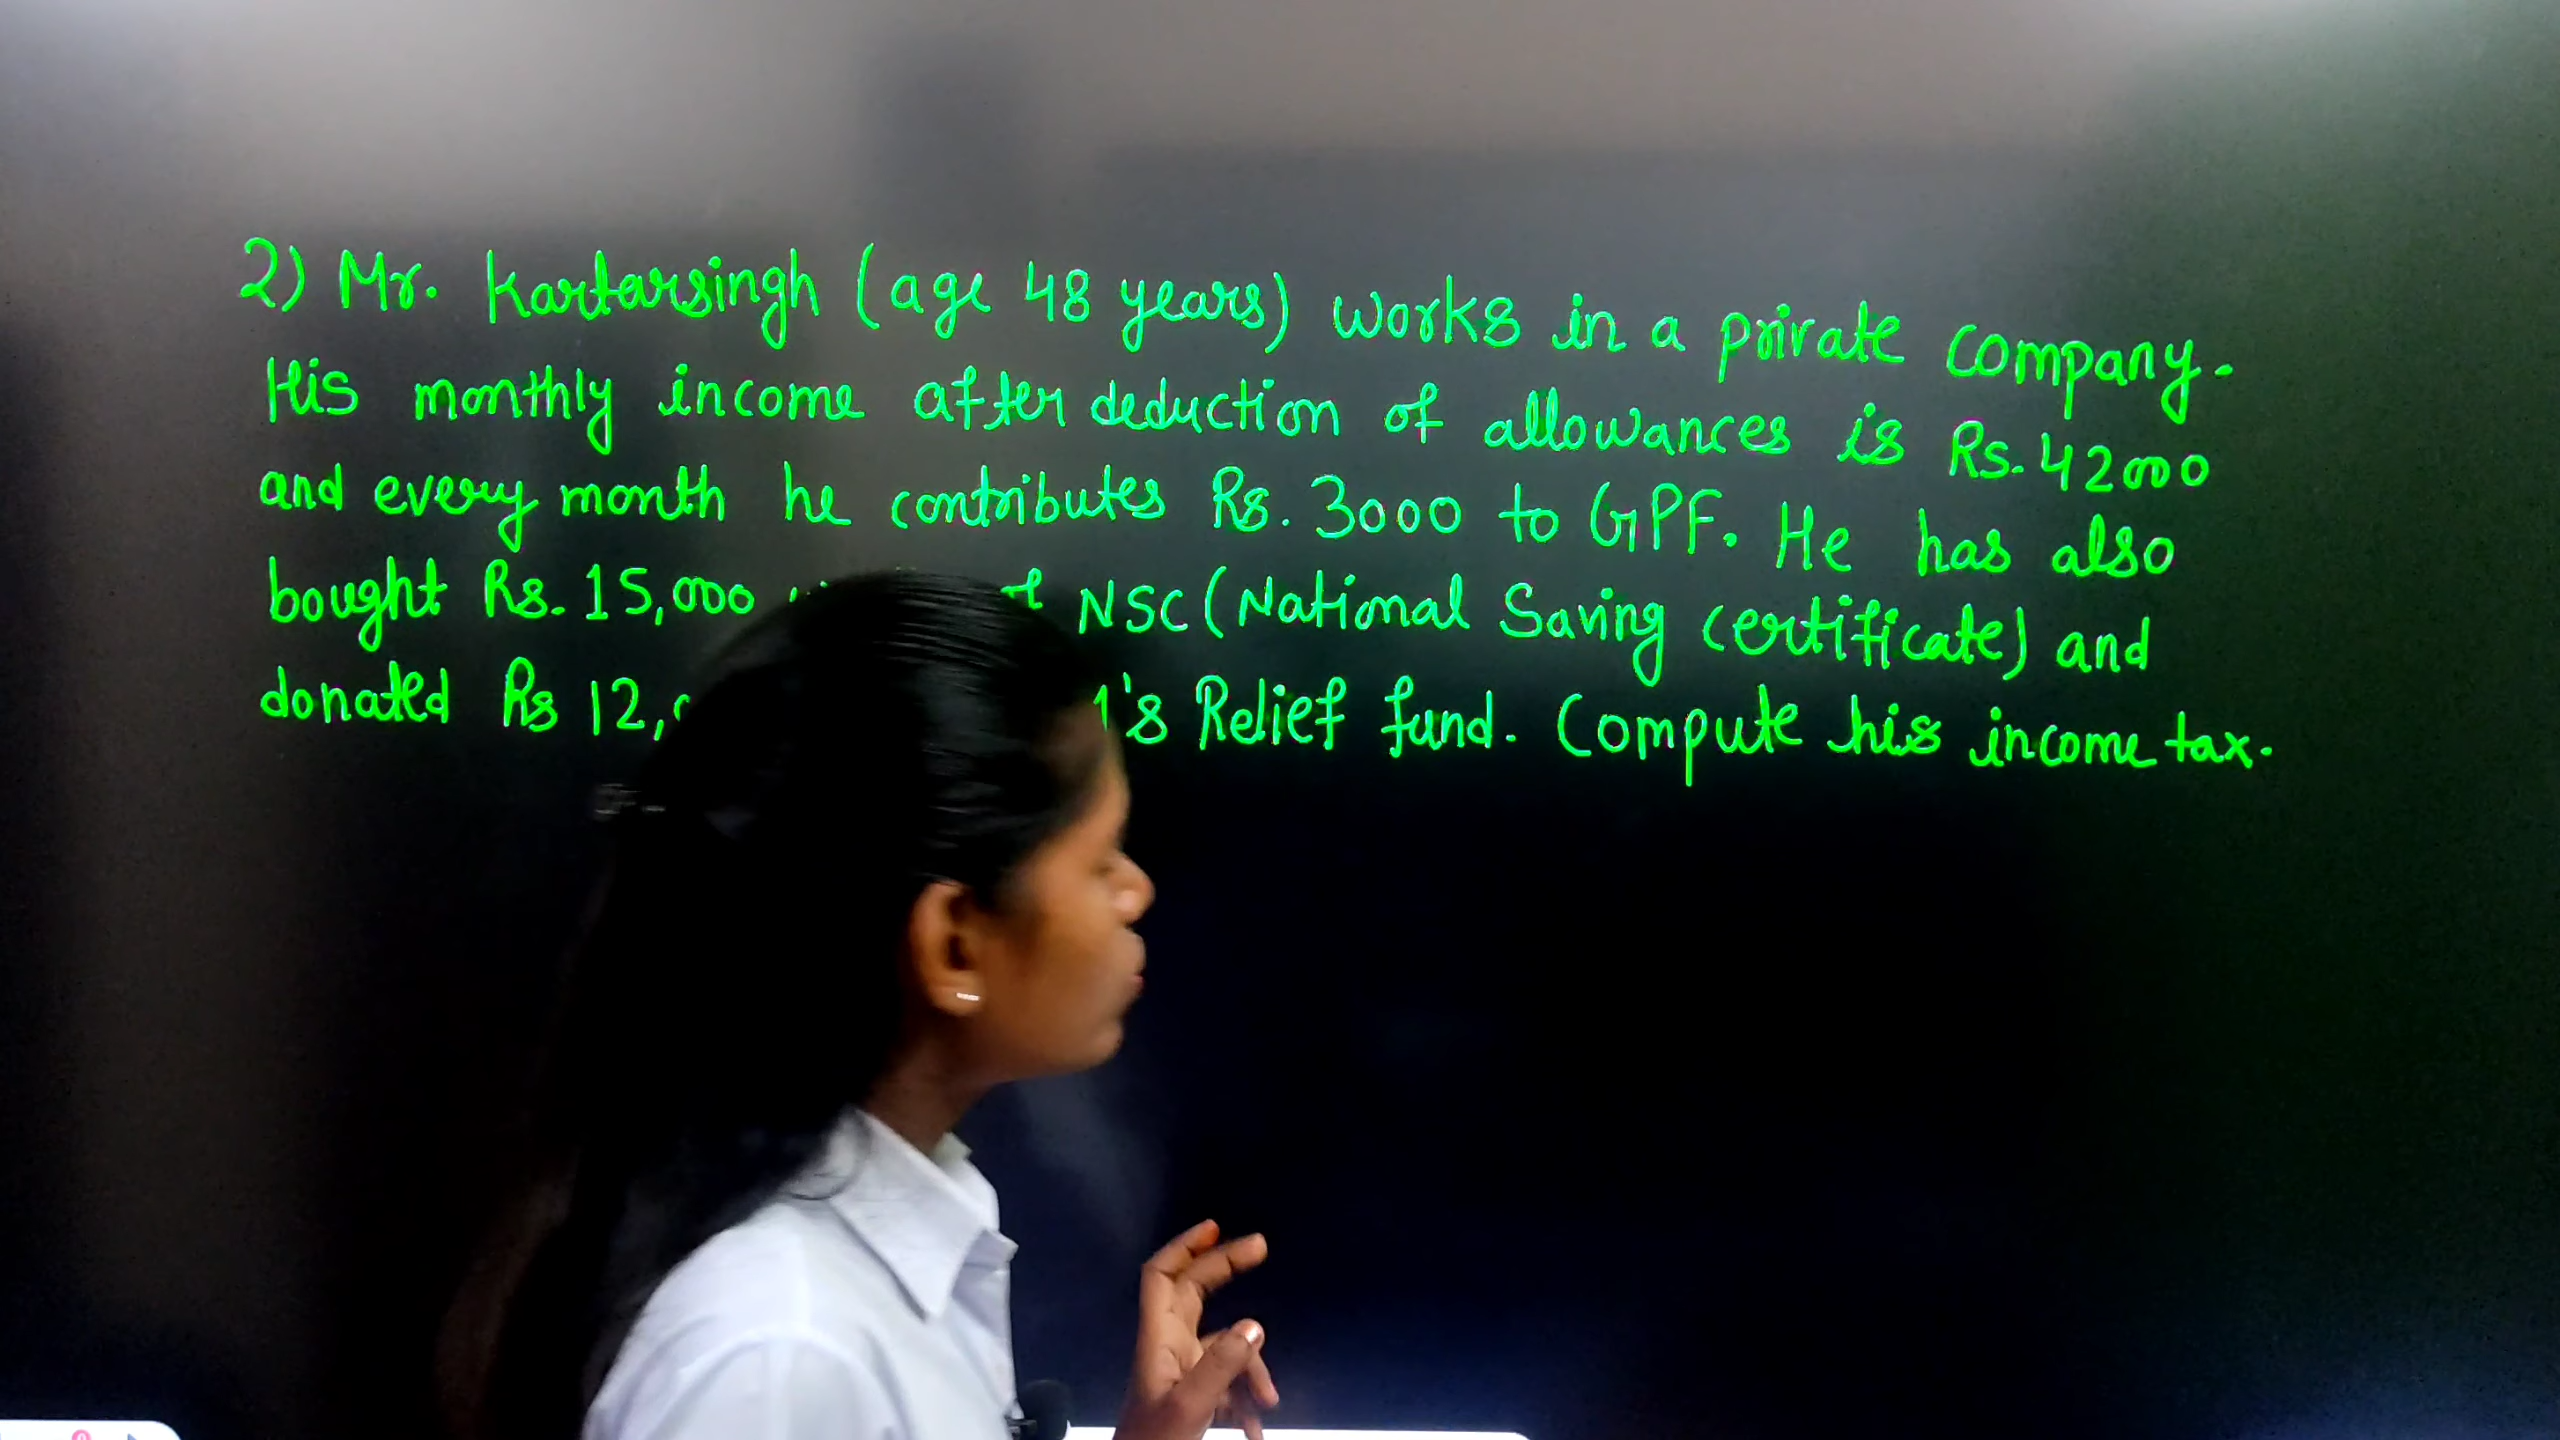 2) Mr. Kartarsingh (age 48 years) works in a private company.
His monthly income after deduction of allowances is Rs. 42000
and every month he contributes Rs. 3000 to GPF. He has also
bought Rs. 15,000 NSC (National Saving certificate) and
donated Rs 12, Relief fund. Compute his income tax.